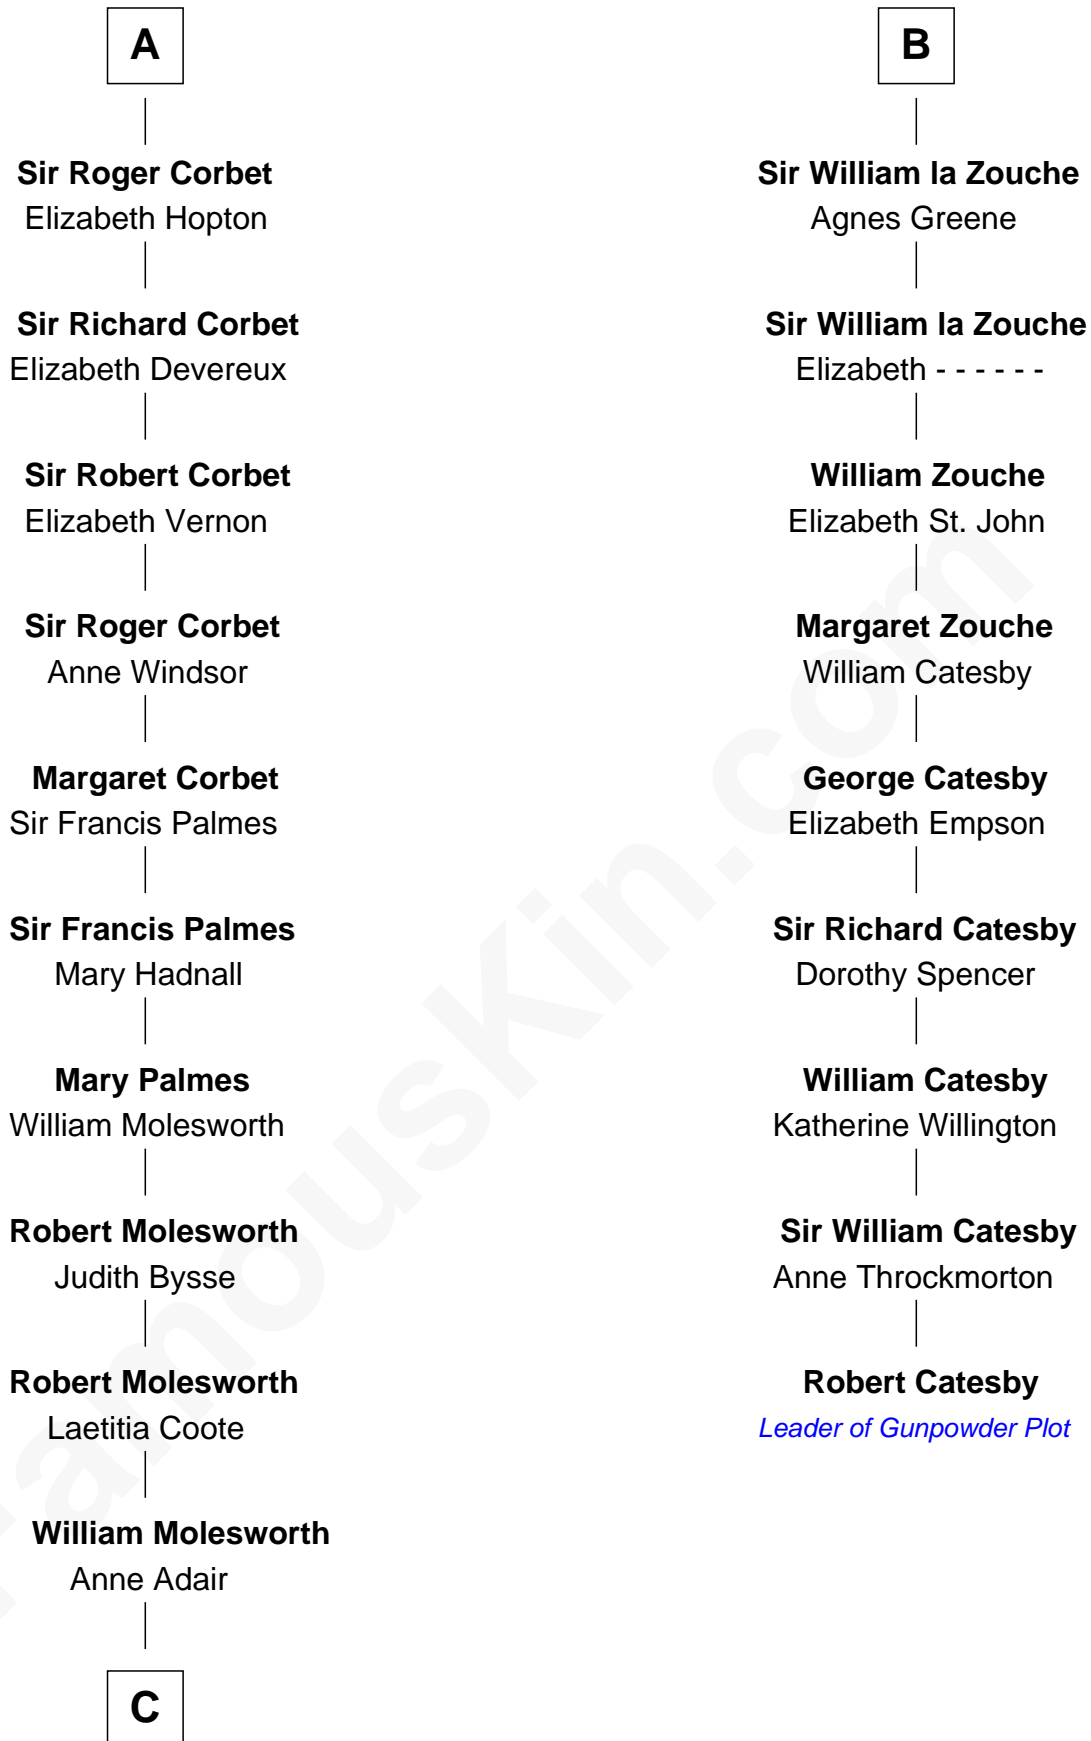 A
Sir Roger Corbet
Elizabeth Hopton
Sir Richard Corbet
Elizabeth Devereux
Sir Robert Corbet
Elizabeth Vernon
Sir Roger Corbet
Anne Windsor
Margaret Corbet
Sir Francis Palmes
Sir Francis Palmes
Mary Hadnall
Mary Palmes
William Molesworth
Robert Molesworth
Judith Bysse
Robert Molesworth
Laetitia Coote
William Molesworth
Anne Adair
C
B
Sir William la Zouche
Agnes Greene
Sir William la Zouche
Elizabeth - - - - - -
William Zouche
Elizabeth St. John
Margaret Zouche
William Catesby
George Catesby
Elizabeth Empson
Sir Richard Catesby
Dorothy Spencer
William Catesby
Katherine Willington
Sir William Catesby
Anne Throckmorton
Robert Catesby
Leader of Gunpowder Plot
FamousKin.com